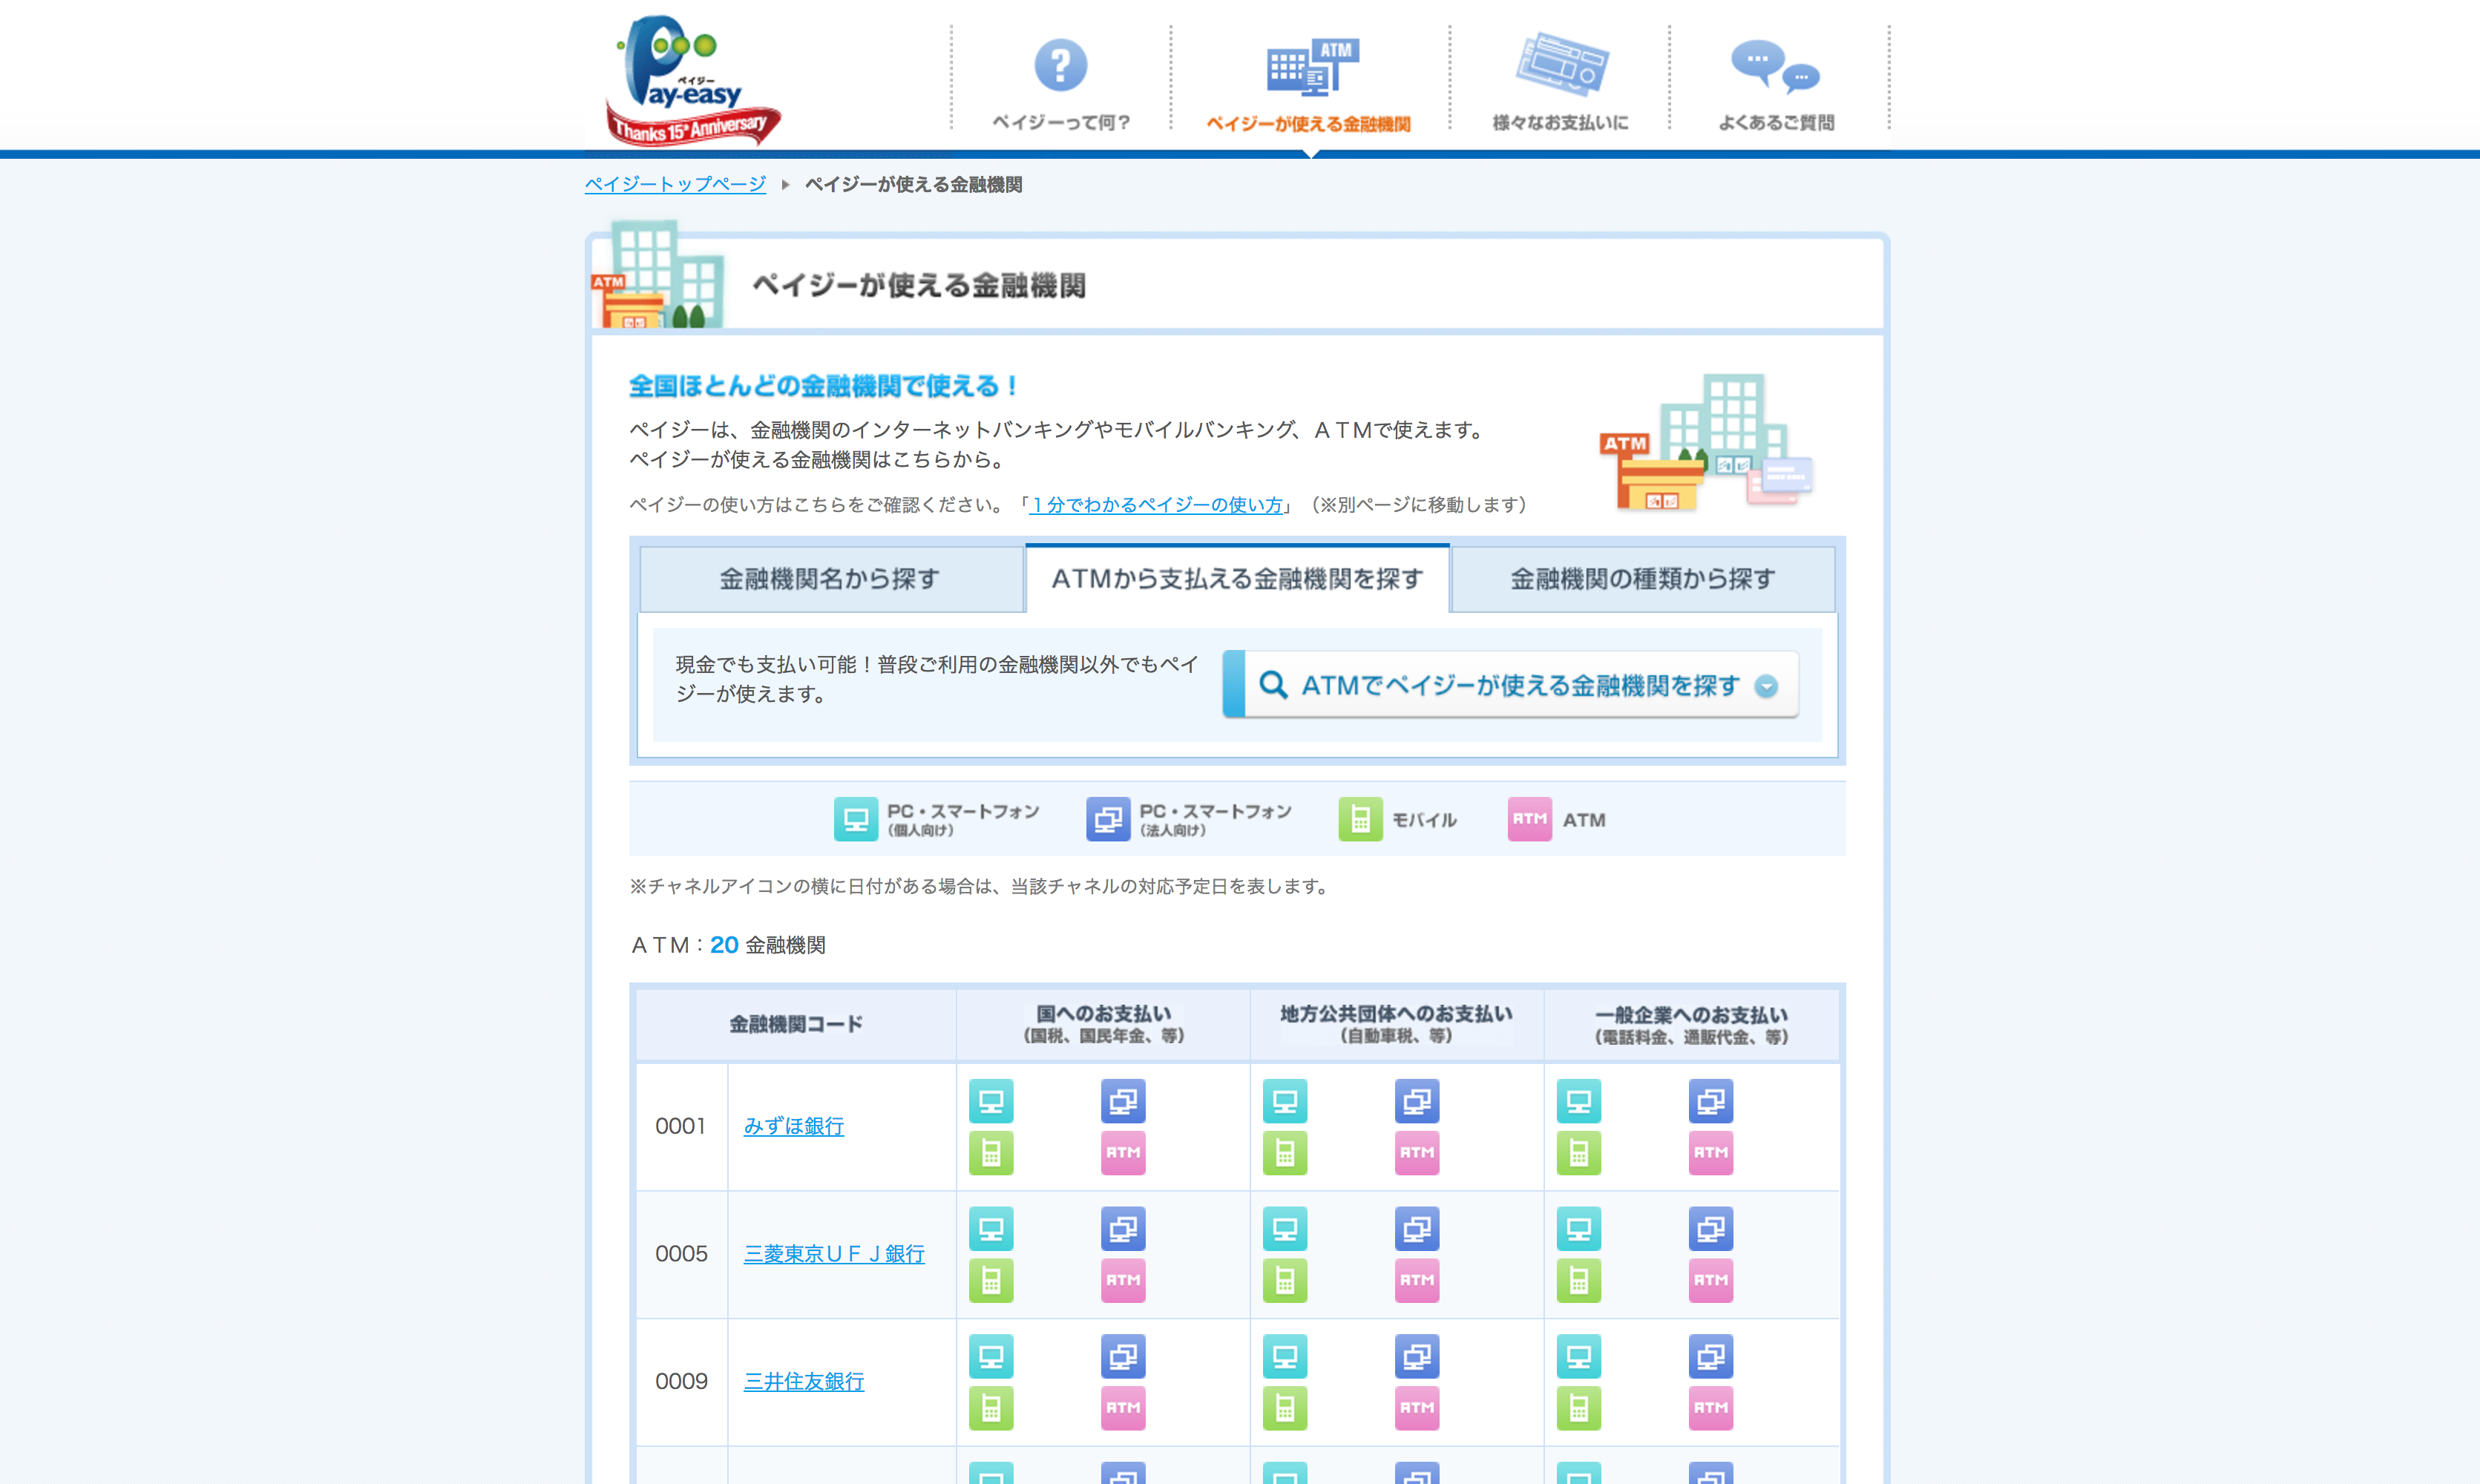 ペイジー
Pay-easy
Thanks 15th Anniversary
ペイジーって何？
ATM
ペイジーが使える金融機関
様々なお支払いに
よくあるご質問
ペイジートップページ
ペイジーが使える金融機関
ATM
ペイジーが使える金融機関
全国ほとんどの金融機関で使える！
ペイジーは、金融機関のインターネットバンキングやモバイルバンキング、ＡＴＭで使えます。
ペイジーが使える金融機関はこちらから。
ATM
ペイジーの使い方はこちらをご確認ください。「１分でわかるペイジーの使い方」（※別ページに移動します）
金融機関名から探す
ATMから支払える金融機関を探す
金融機関の種類から探す
現金でも支払い可能！普段ご利用の金融機関以外でもペイ
ジーが使えます。
ATMでペイジーが使える金融機関を探す
PC・スマートフォン
（個人向け）
PC・スマートフォン
（法人向け）
モバイル
ATM ATM
※チャネルアイコンの横に日付がある場合は、当該チャネルの対応予定日を表します。
ＡＴＭ：20 金融機関
金融機関コード
国へのお支払い
（国税、国民年金、等）
地方公共団体へのお支払い
（自動車税、等）
一般企業へのお支払い
（電話料金、通販代金、等）
0001 みずほ銀行
ATM ATM ATM
0005 三菱東京ＵＦＪ銀行
ATM ATM ATM
0009 三井住友銀行
ATM ATM ATM